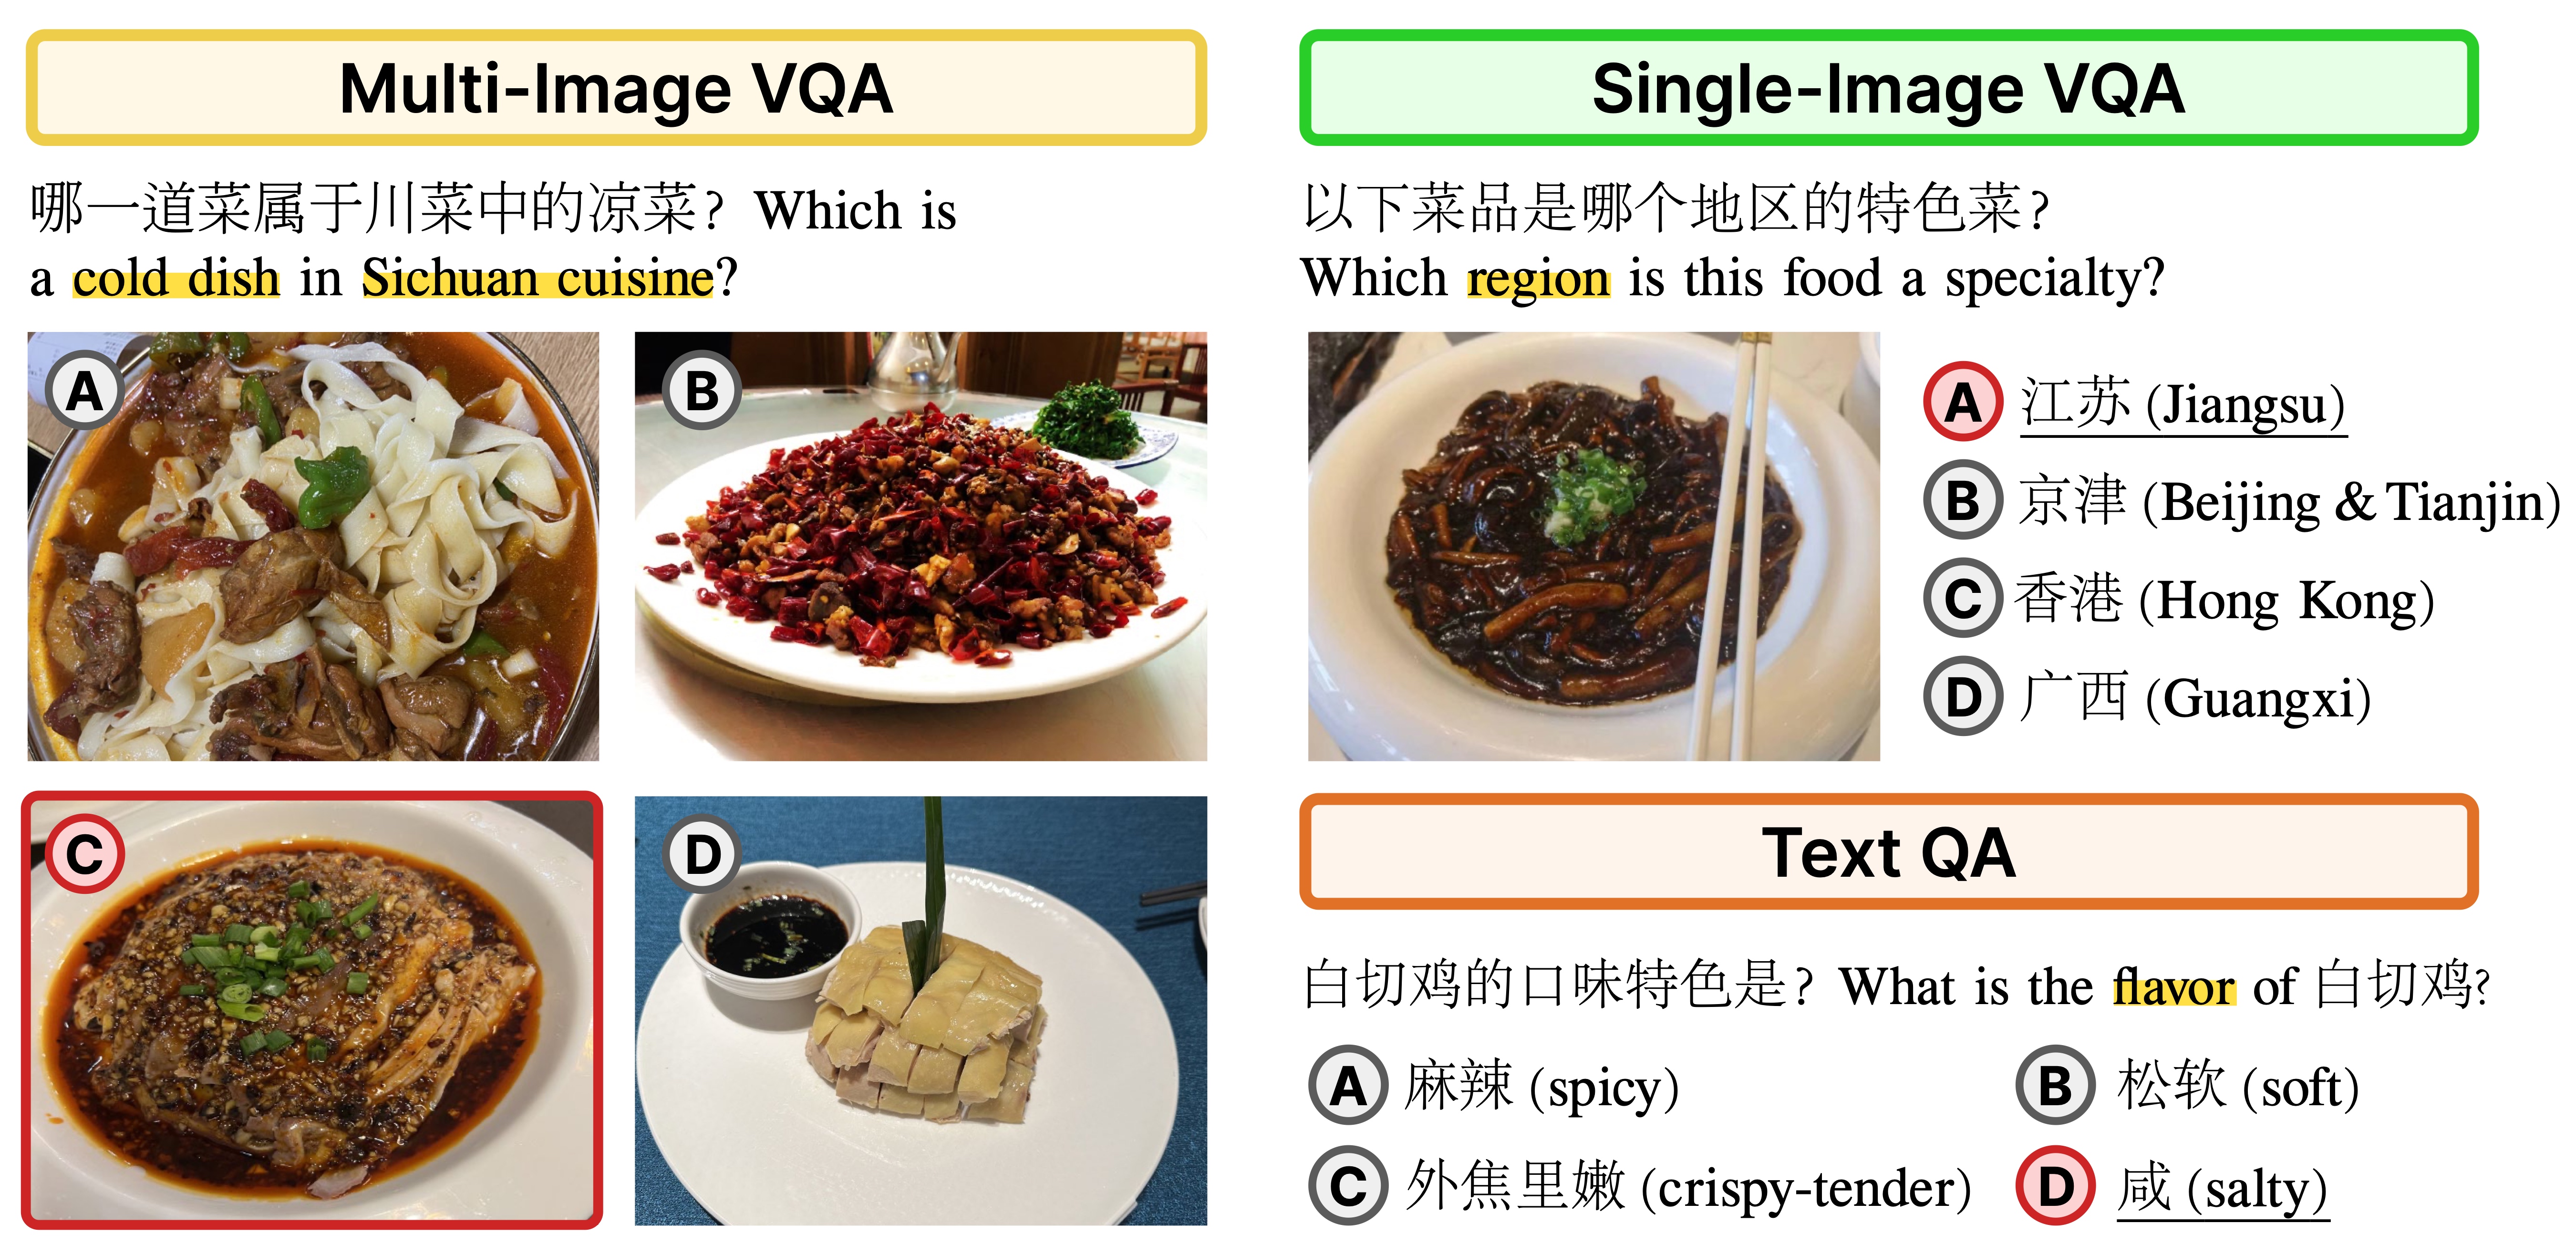 Multi-Image VQA
哪一道菜属于川菜中的凉菜？ Which is
a cold dish in Sichuan cuisine?
A
B
C
D
Single-Image VQA
以下菜品是哪个地区的特色菜？
Which region is this food a specialty?
A 江苏 (Jiangsu)
B 京津 (Beijing & Tianjin)
C 香港 (Hong Kong)
D 广西 (Guangxi)
Text QA
白切鸡的口味特色是？ What is the flavor of 白切鸡?
A 麻辣 (spicy)
B 松软 (soft)
C 外焦里嫩 (crispy-tender)
D 咸 (salty)